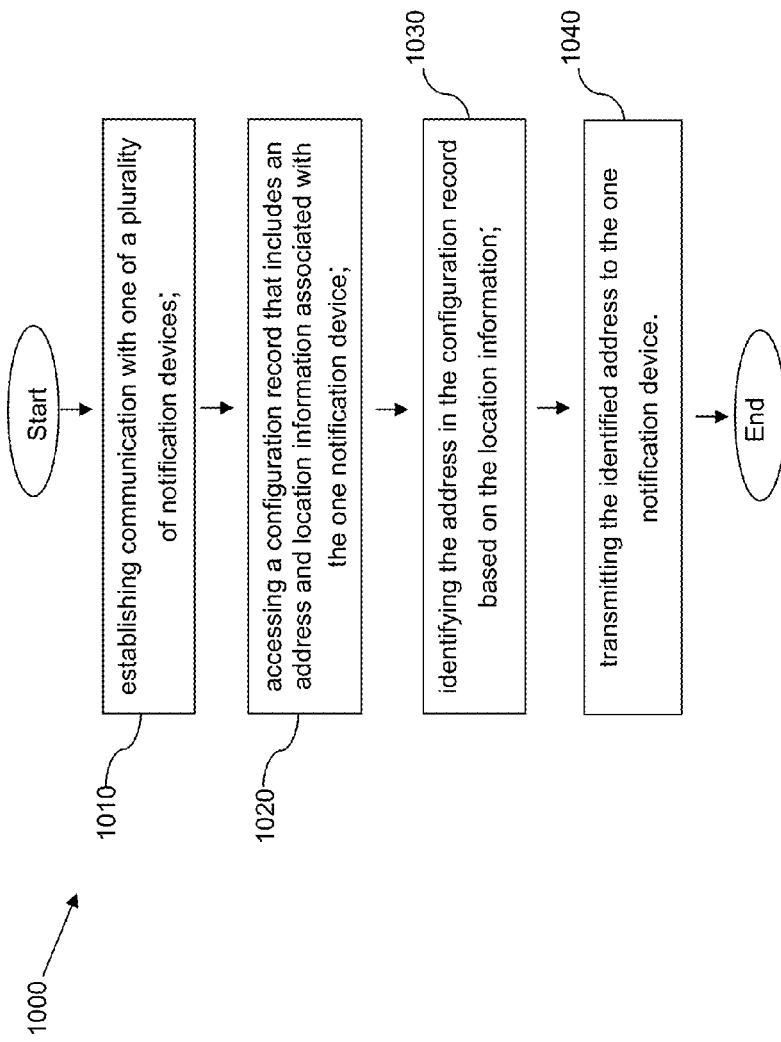 1000
Start
1010
establishing communication with one of a plurality
of notification devices;
1020
accessing a configuration record that includes an
address and location information associated with
the one notification device;
1030
identifying the address in the configuration record
based on the location information;
1040
transmitting the identified address to the one
notification device.
End